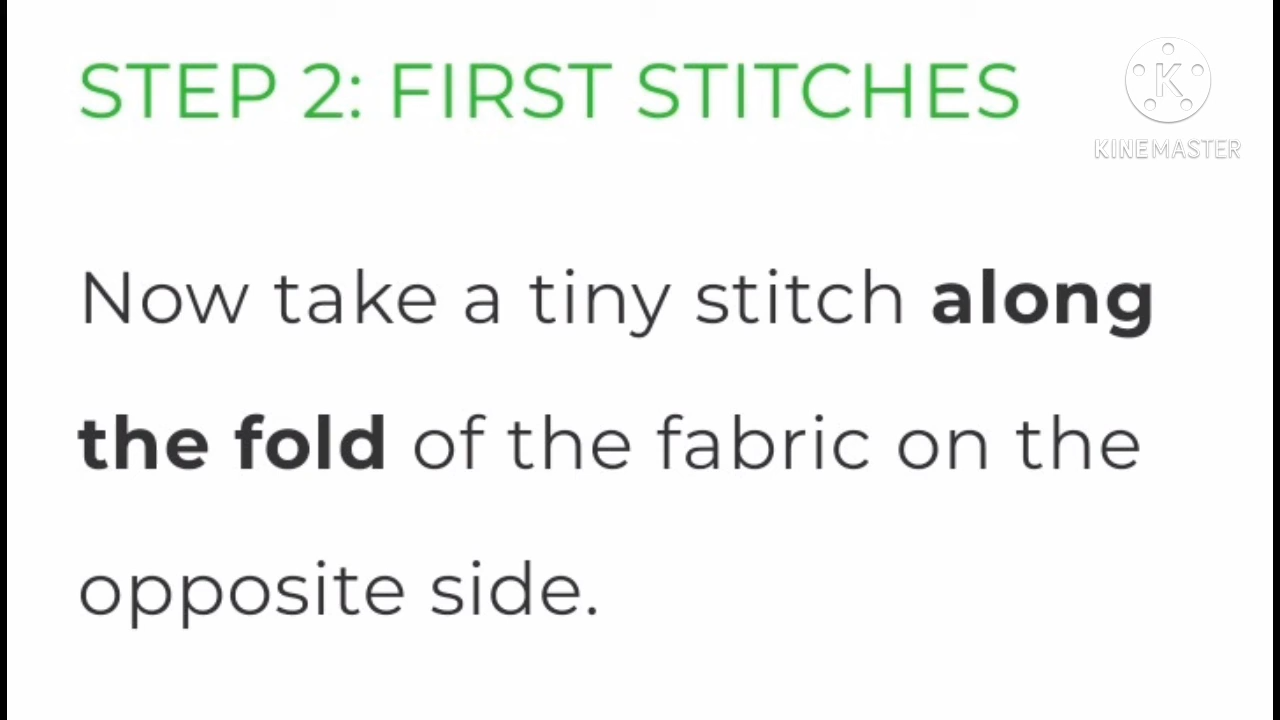 STEP 2: FIRST STITCHES
K
KINEMASTER
Now take a tiny stitch along
the fold of the fabric on the
opposite side.